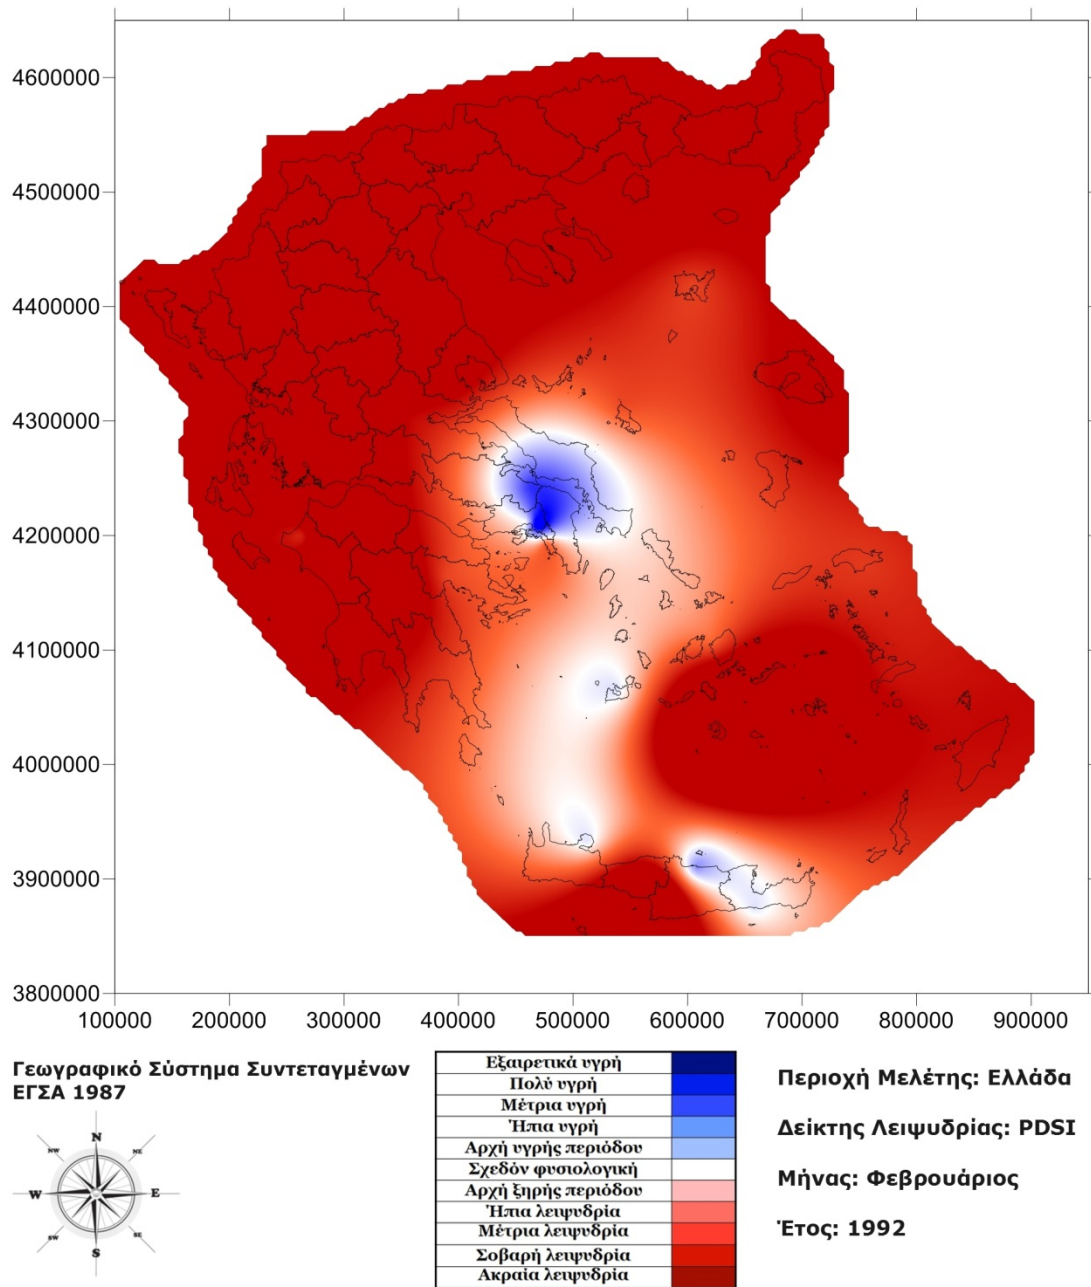 4600000
4500000
4400000
4300000
4200000
4100000
4000000
3900000
3800000
100000 200000 300000 400000 500000 600000 700000 800000 900000
Γεωγραφικό Σύστημα Συντεταγμένων
ΕΓΣΑ 1987
N
NE
E
SE
S
SW
W
NW
Εξαιρετικά υγρή
Πολύ υγρή
Μέτρια υγρή
Ήπια υγρή
Αρχή υγρής περιόδου
Σχεδόν φυσιολογική
Αρχή ξηρής περιόδου
Ήπια λειψυδρία
Μέτρια λειψυδρία
Σοβαρή λειψυδρία
Ακραία λειψυδρία
Περιοχή Μελέτης: Ελλάδα
Δείκτης Λειψυδρίας: PDSI
Μήνας: Φεβρουάριος
Έτος: 1992